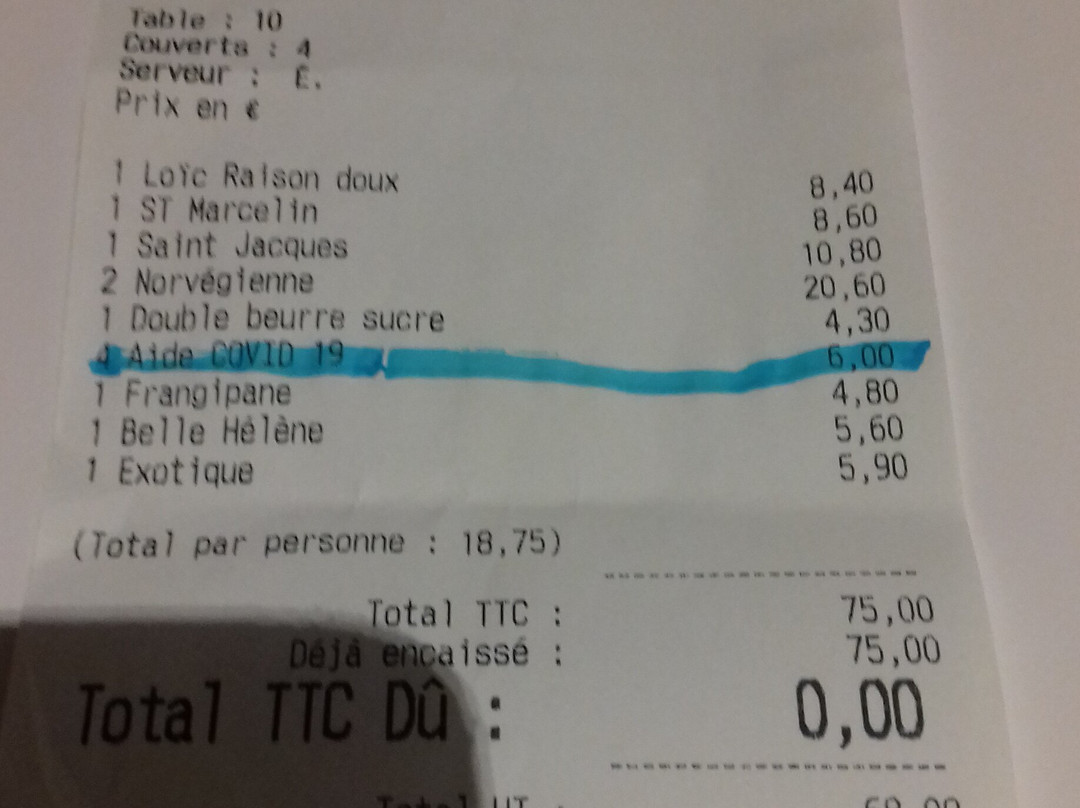 Table : 10
Couverts : 4
Serveur : E.
Prix en €
1 Loïc Raison doux 8,40
1 ST Marcelin 8,60
1 Saint Jacques 10,80
2 Norvégienne 20,60
1 Double beurre sucre 4,30
4 Aide COVID 19 6,00
1 Frangipane 4,80
1 Belle Hélène 5,60
1 Exotique 5,90
(Total par personne : 18,75)
Total TTC : 75,00
Déjà encaissé : 75,00
Total TTC Dû : 0,00